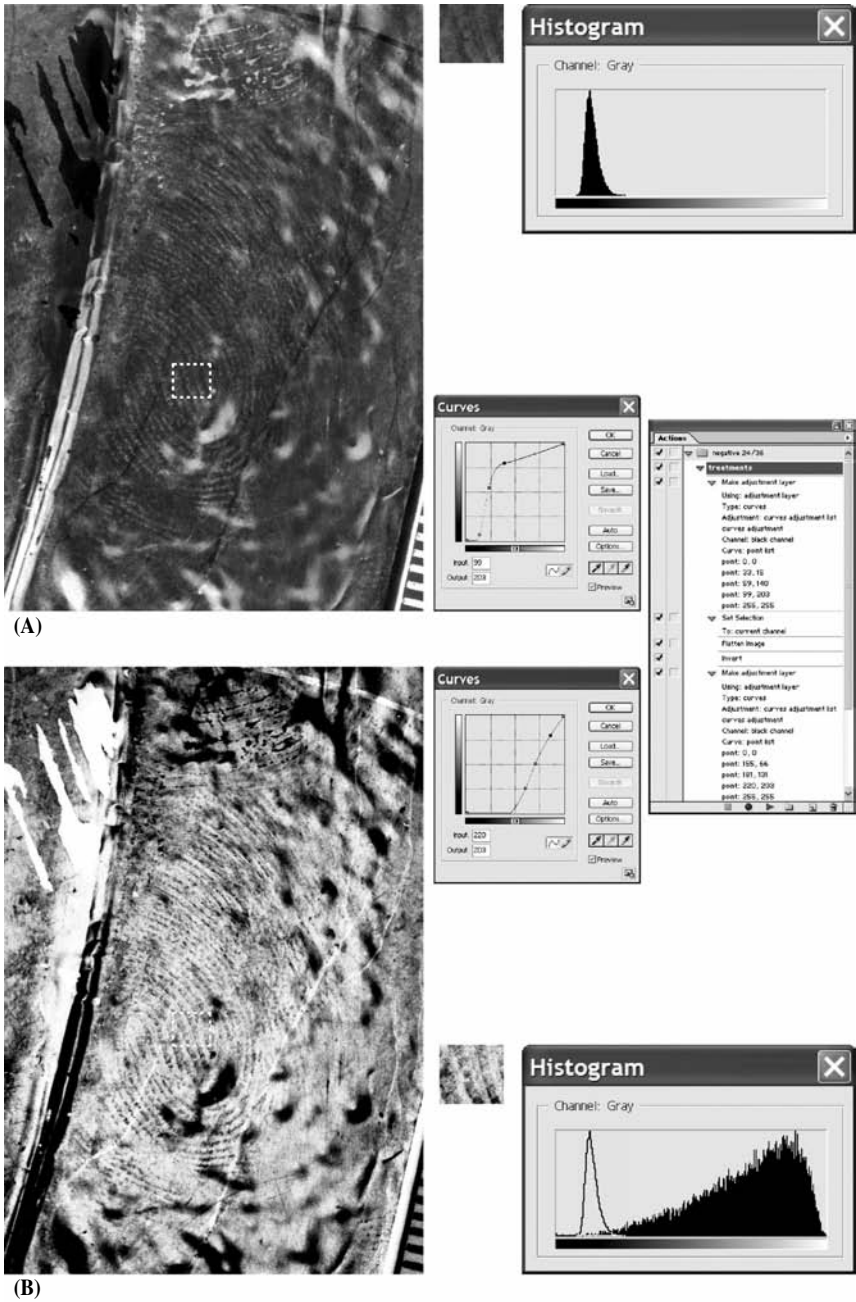 Histogram
Channel: Gray
(A)
Curves
Channel: Gray
OK
Cancel
Load...
Save...
Smooth
Auto
Options...
Input: 99
Output: 203
Preview
Actions
negative 24/36
treatments
Make adjustment layer
Using: adjustment layer
Type: curves
Adjustment: curves adjustment list
curves adjustment
Channel: black channel
Curve: point list
point: 0, 0
point: 33, 15
point: 59, 140
point: 99, 203
point: 255, 255
Set Selection
To: current channel
Flatten Image
Invert
Make adjustment layer
Using: adjustment layer
Type: curves
Adjustment: curves adjustment list
curves adjustment
Channel: black channel
Curve: point list
point: 0, 0
point: 155, 66
point: 181, 131
point: 220, 203
point: 255, 255
Curves
Channel: Gray
OK
Cancel
Load...
Save...
Smooth
Auto
Options...
Input: 220
Output: 203
Preview
Histogram
Channel: Gray
(B)